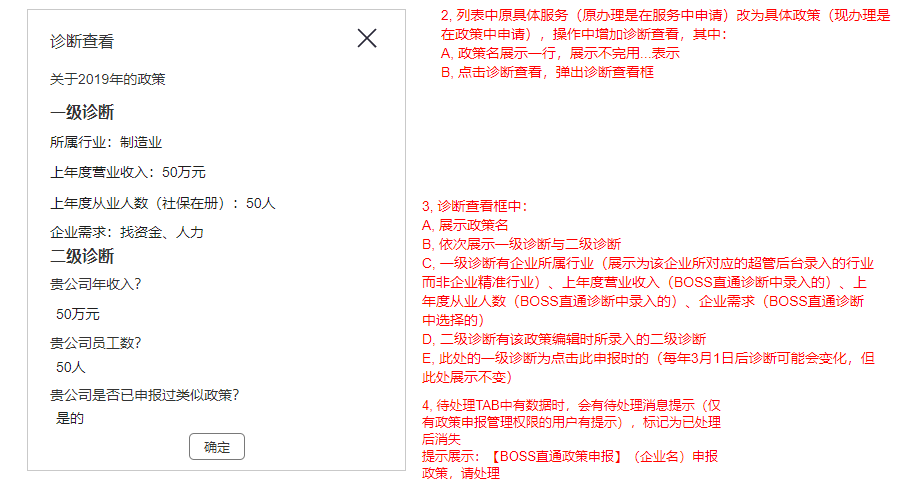 诊断查看
关于2019年的政策
一级诊断
所属行业：制造业
上年度营业收入：50万元
上年度从业人数（社保在册）：50人
企业需求：找资金、人力
二级诊断
贵公司年收入?
50万元
贵公司员工数?
50人
贵公司是否已申报过类似政策?
是的
确定
2, 列表中原具体服务（原办理是在服务中申请）改为具体政策（现办理是
在政策中申请），操作中增加诊断查看，其中：
A, 政策名展示一行，展示不完用...表示
B, 点击诊断查看，弹出诊断查看框
3, 诊断查看框中：
A, 展示政策名
B, 依次展示一级诊断与二级诊断
C, 一级诊断有企业所属行业（展示为该企业所对应的超管后台录入的行业
而非企业精准行业）、上年度营业收入（BOSS直通诊断中录入的）、上
年度从业人数（BOSS直通诊断中录入的）、企业需求（BOSS直通诊断
中选择的）
D, 二级诊断有该政策编辑时所录入的二级诊断
E, 此处的一级诊断为点击此申报时的（每年3月1日后诊断可能会变化，但
此处展示不变）
4, 待处理TAB中有数据时，会有待处理消息提示（仅
有政策申报管理权限的用户有提示），标记为已处理
后消失
提示展示：【BOSS直通政策申报】（企业名）申报
政策，请处理